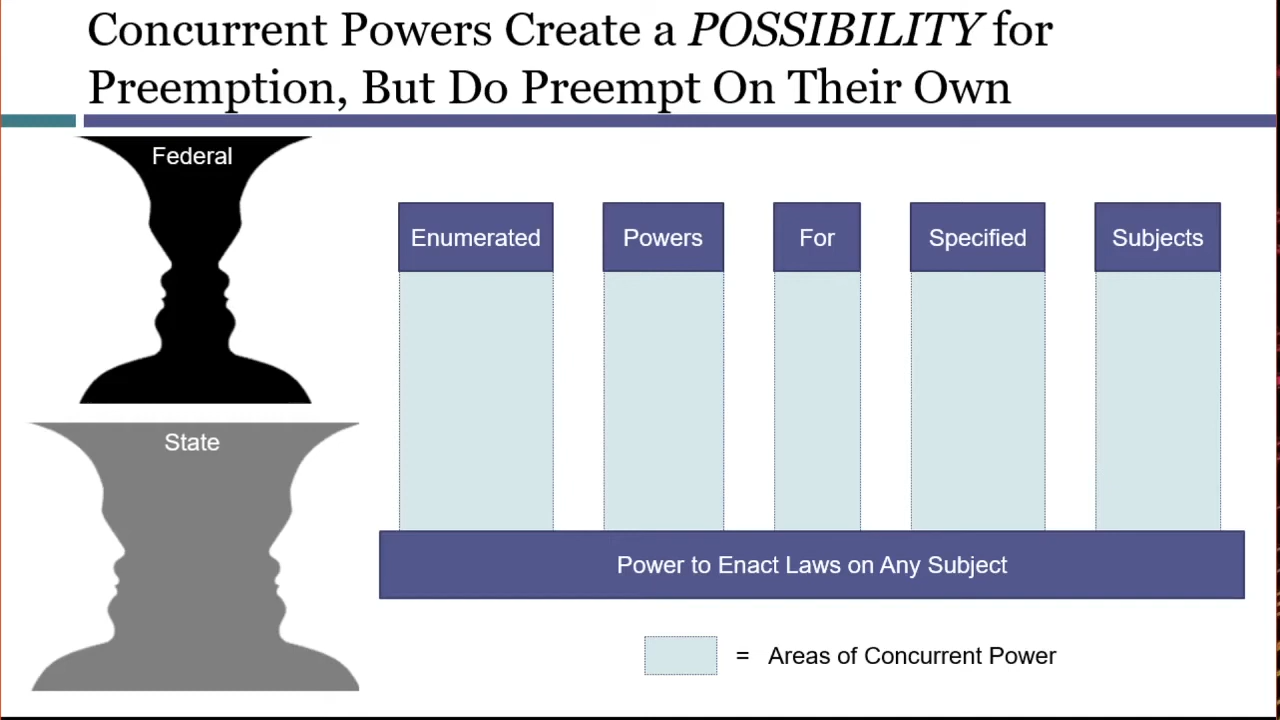 Concurrent Powers Create a POSSIBILITY for
Preemption, But Do Preempt On Their Own
Federal
Enumerated
Powers
For
Specified
Subjects
State
Power to Enact Laws on Any Subject
= Areas of Concurrent Power